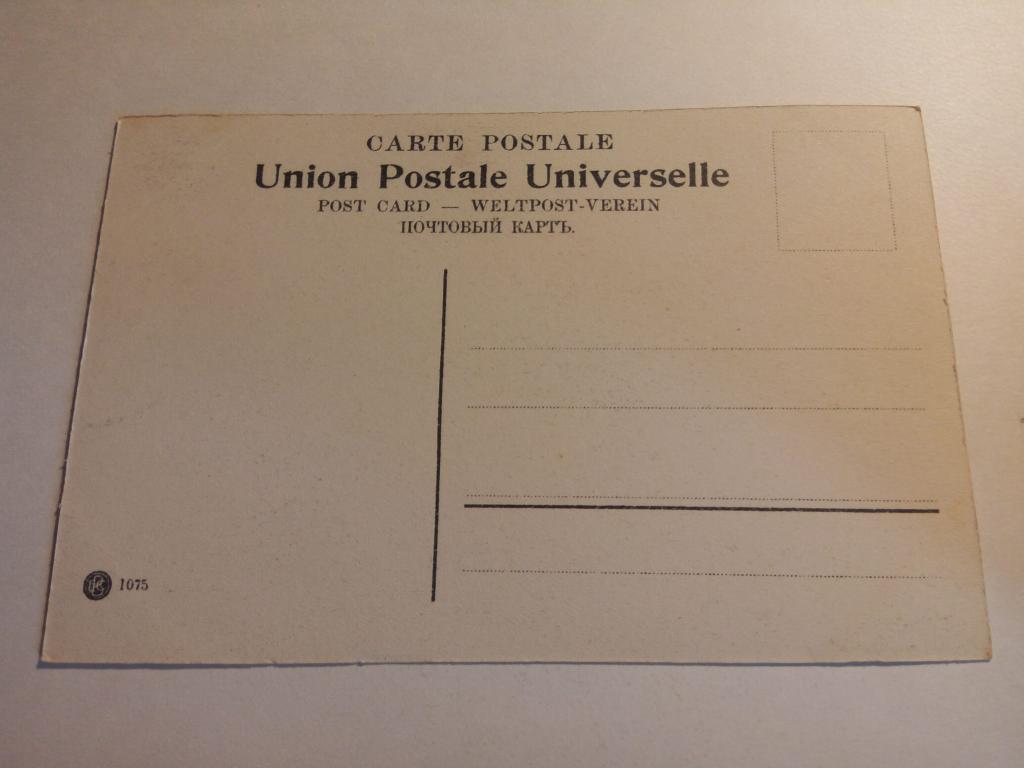 CARTE POSTALE
Union Postale Universelle
POST CARD — WELTPOST-VEREIN
ПОЧТОВЫЙ КАРТЪ.
1075